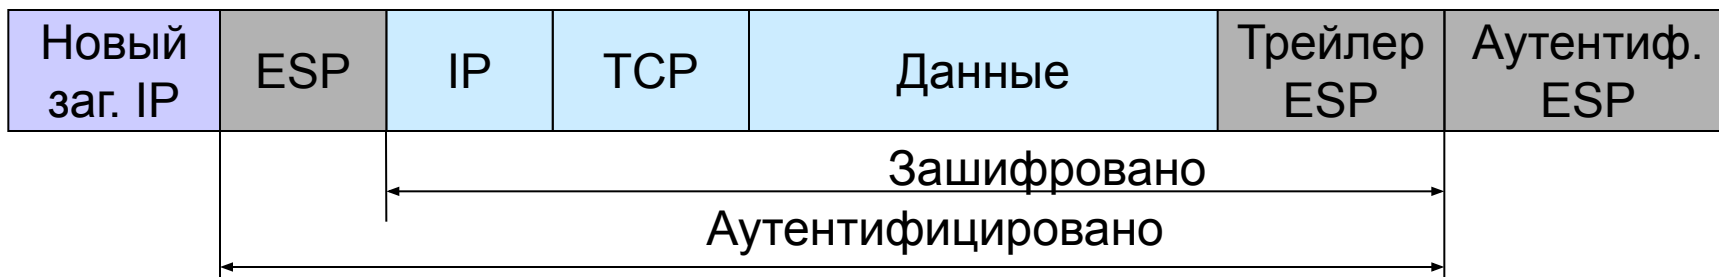 Новый
заг. IP
ESP
IP
TCP
Данные
Трейлер
ESP
Аутентиф.
ESP
Зашифровано
Аутентифицировано